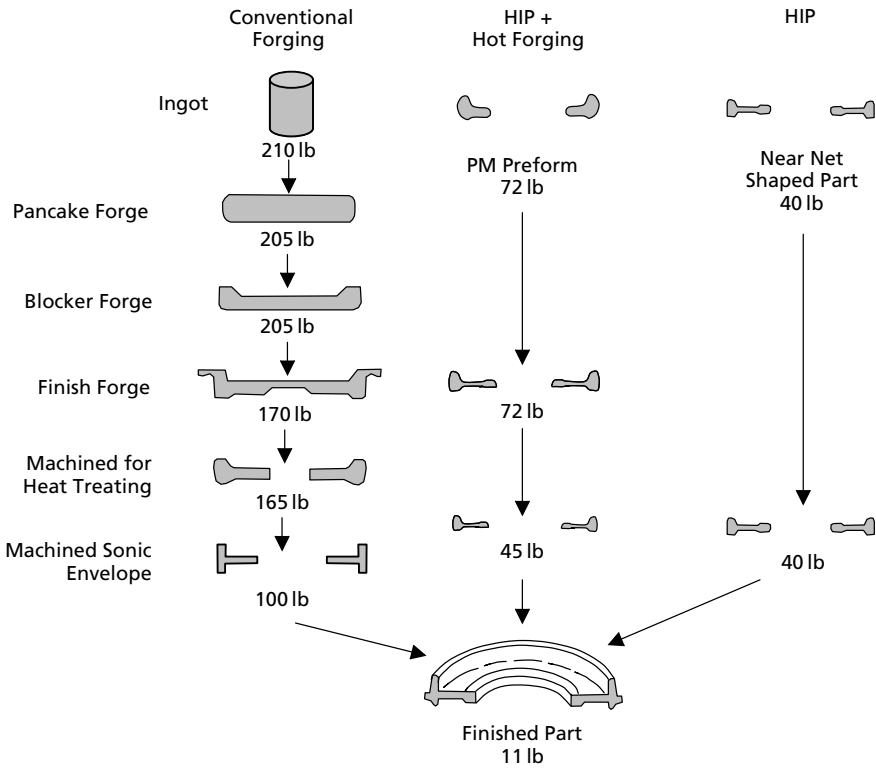 Conventional
Forging
HIP +
Hot Forging
HIP
Ingot
210 lb
PM Preform
72 lb
Near Net
Shaped Part
40 lb
Pancake Forge
205 lb
Blocker Forge
205 lb
Finish Forge
170 lb
72 lb
Machined for
Heat Treating
165 lb
Machined Sonic
Envelope
100 lb
45 lb
40 lb
Finished Part
11 lb